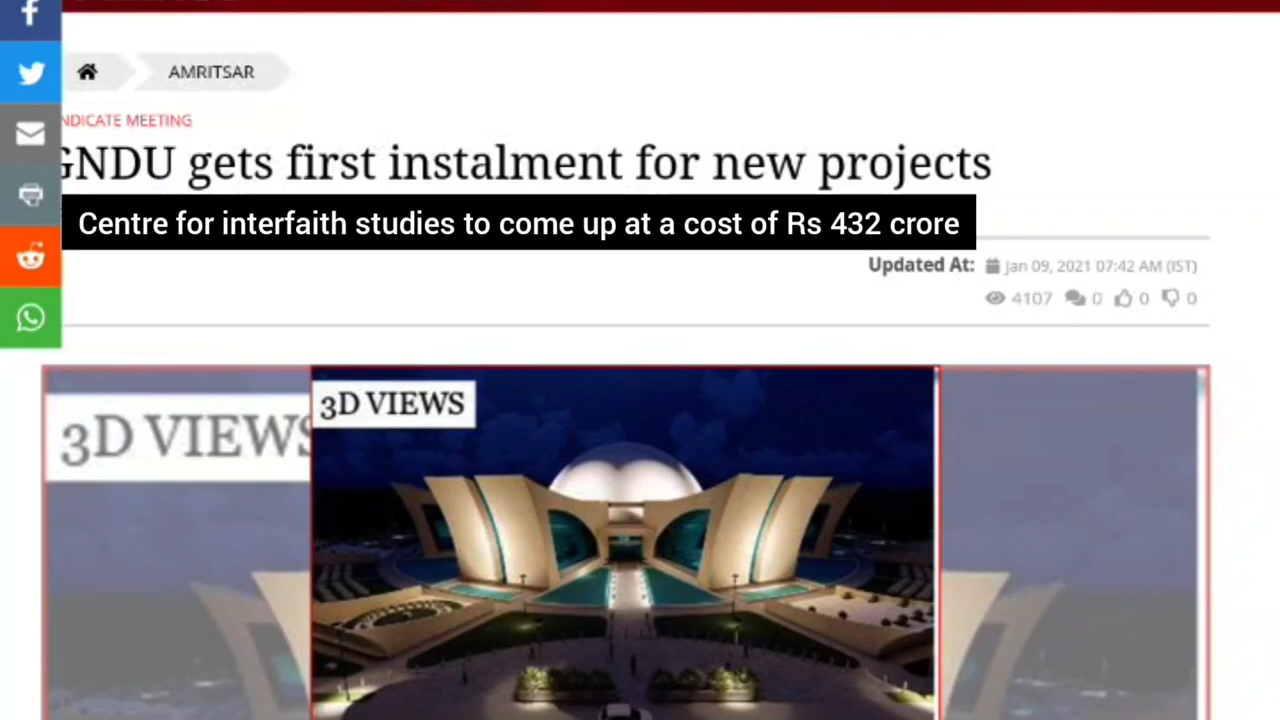 AMRITSAR
NDICATE MEETING
GNDU gets first instalment for new projects
Centre for interfaith studies to come up at a cost of Rs 432 crore
Updated At: Jan 09, 2021 07:42 AM (IST)
4107 0 0 0
3D VIEWS
3D VIEWS